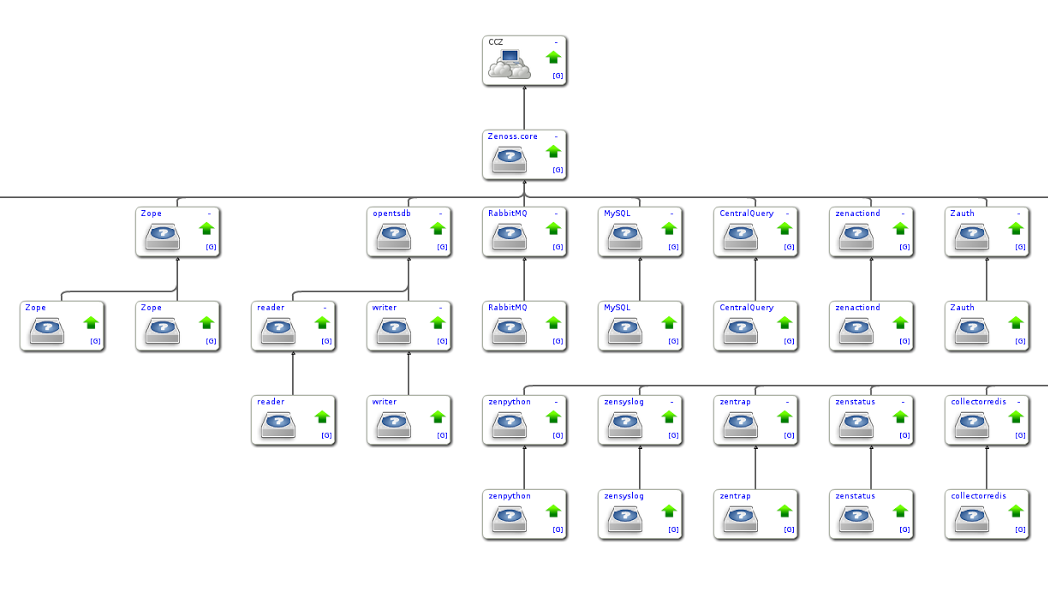 CCZ -
[G]
Zenoss.core -
[G]
Zope - opentsdb - RabbitMQ - MySQL - CentralQuery - zenactiond - Zauth -
[G] [G] [G] [G] [G] [G] [G]
Zope Zope reader - writer - RabbitMQ MySQL CentralQuery zenactiond Zauth
[G] [G] [G] [G] [G] [G] [G] [G] [G]
reader writer zenpython - zensyslog - zentrap - zenstatus - collectorredis -
[G] [G] [G] [G] [G] [G] [G]
zenpython zensyslog zentrap zenstatus collectorredis
[G] [G] [G] [G] [G]